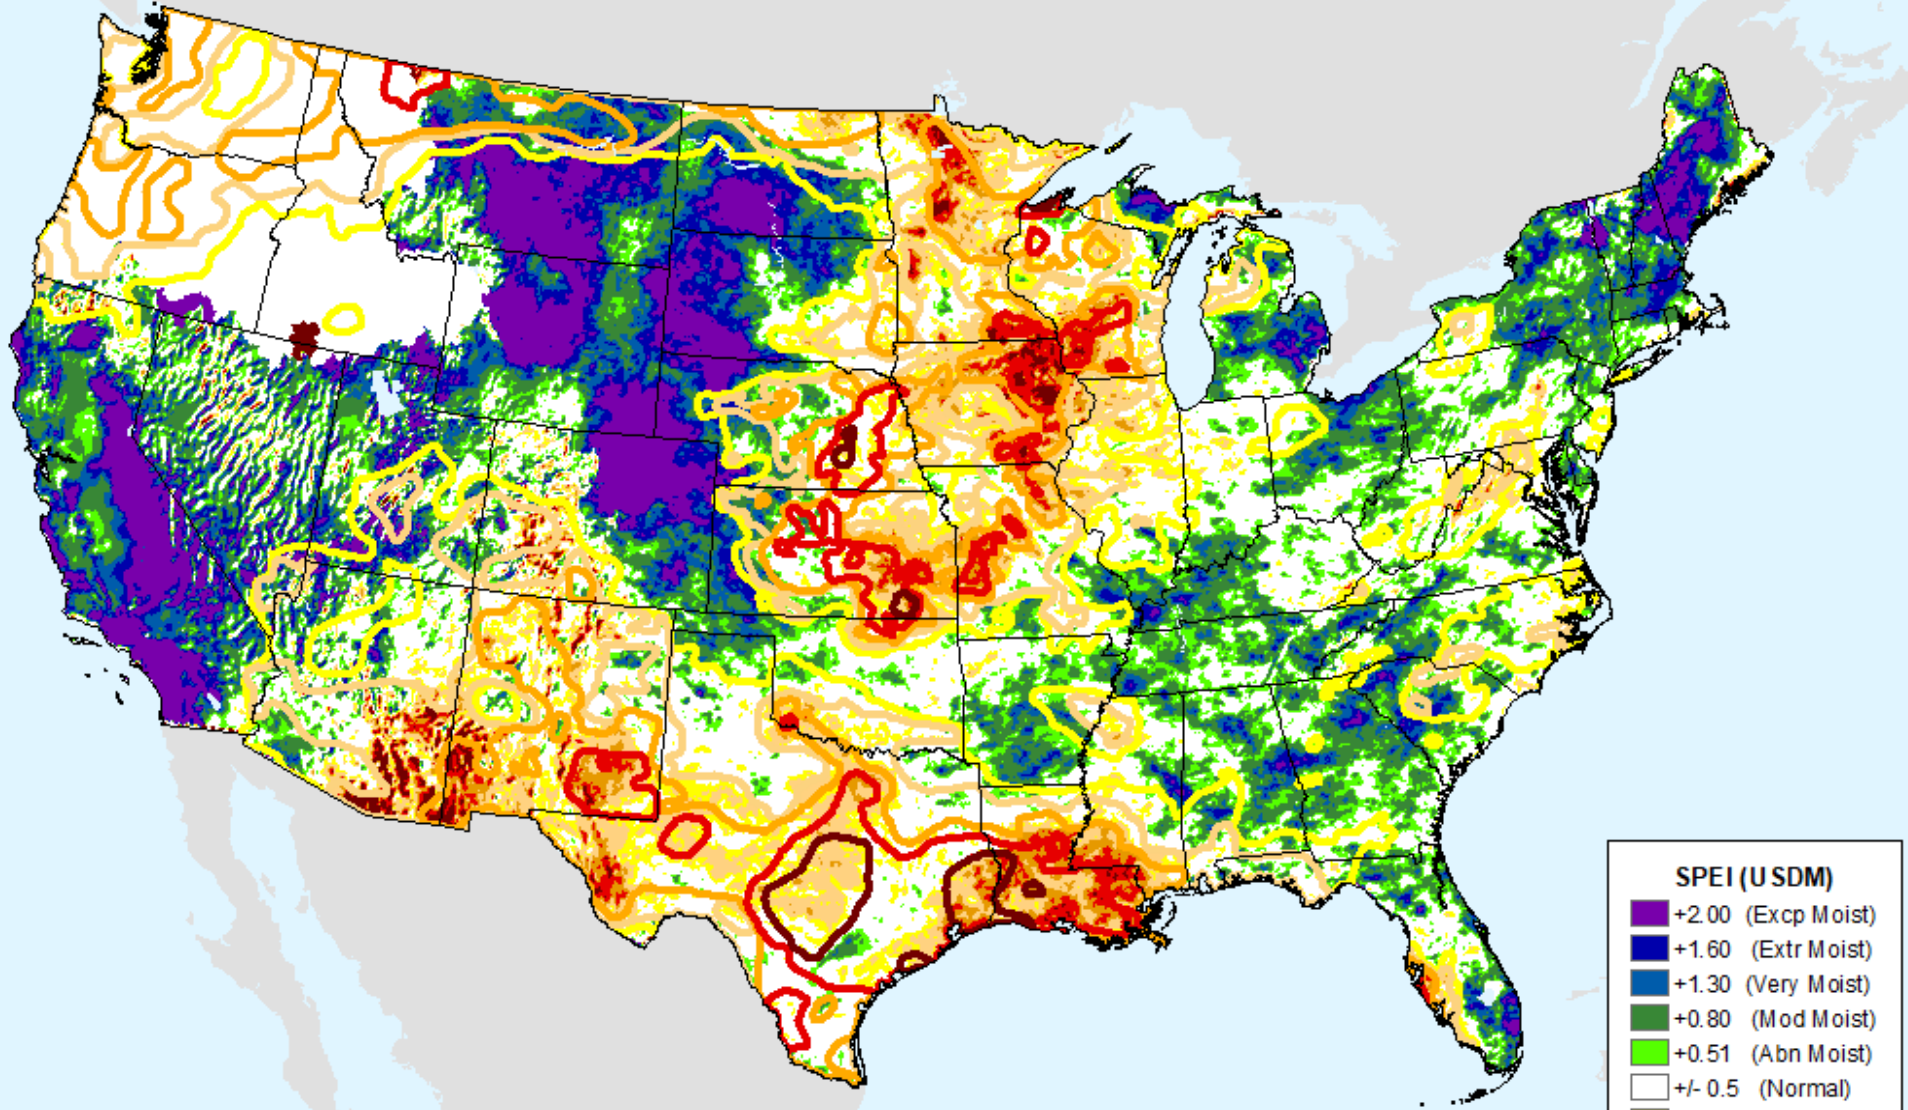 SPEI (USDM)
+2.00 (Excp Moist)
+1.60 (Extr Moist)
+1.30 (Very Moist)
+0.80 (Mod Moist)
+0.51 (Abn Moist)
+/- 0.5 (Normal)